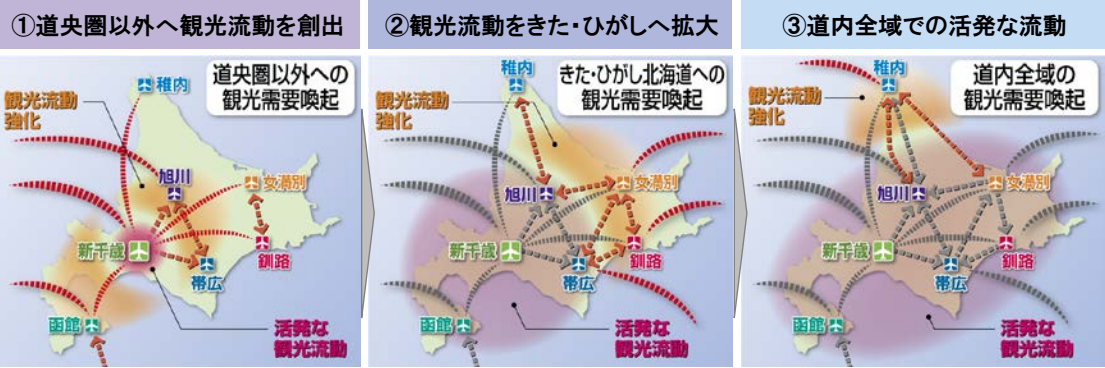 ①道央圏以外へ観光流動を創出
道央圏以外への
観光需要喚起
稚内
観光流動
強化
旭川
女満別
新千歳
釧路
帯広
函館
活発な
観光流動
②観光流動をきた・ひがしへ拡大
稚内
きた・ひがし北海道への
観光需要喚起
観光流動
強化
旭川
女満別
新千歳
釧路
帯広
函館
活発な
観光流動
③道内全域での活発な流動
稚内
道内全域の
観光需要喚起
観光流動
強化
旭川
女満別
新千歳
釧路
帯広
函館
活発な
観光流動